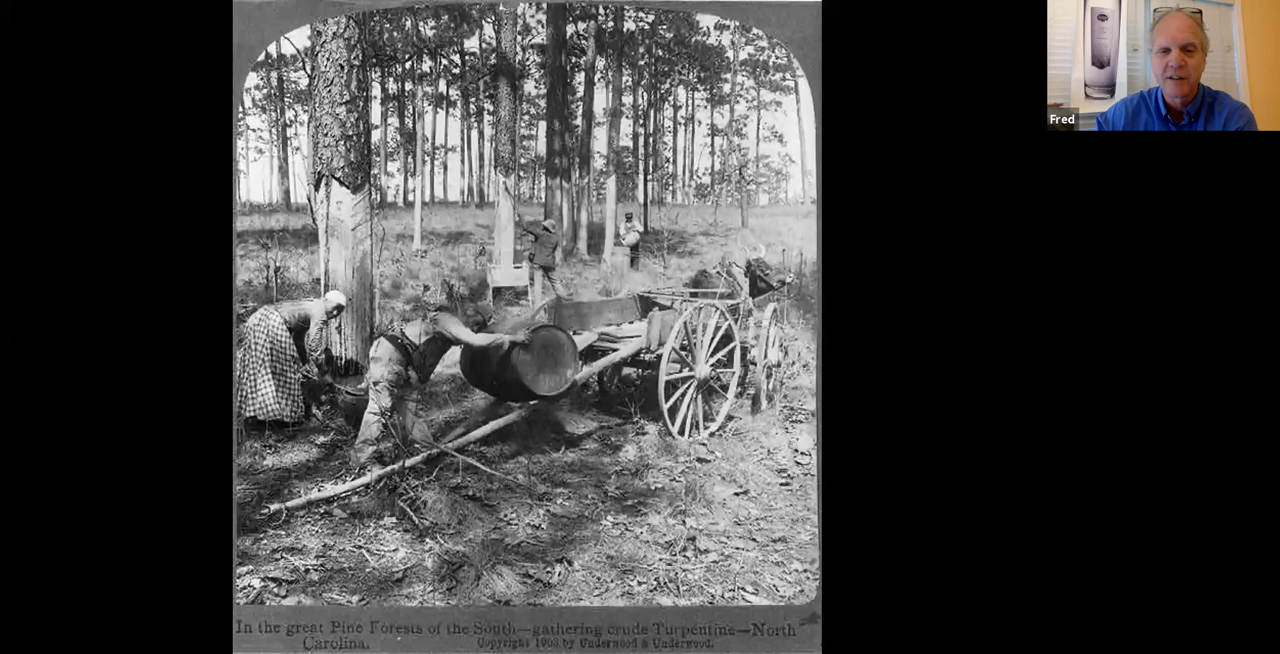 Fred
In the great Pine Forests of the South—gathering crude Turpentine—North
Carolina.
Copyright 1903 by Underwood & Underwood.